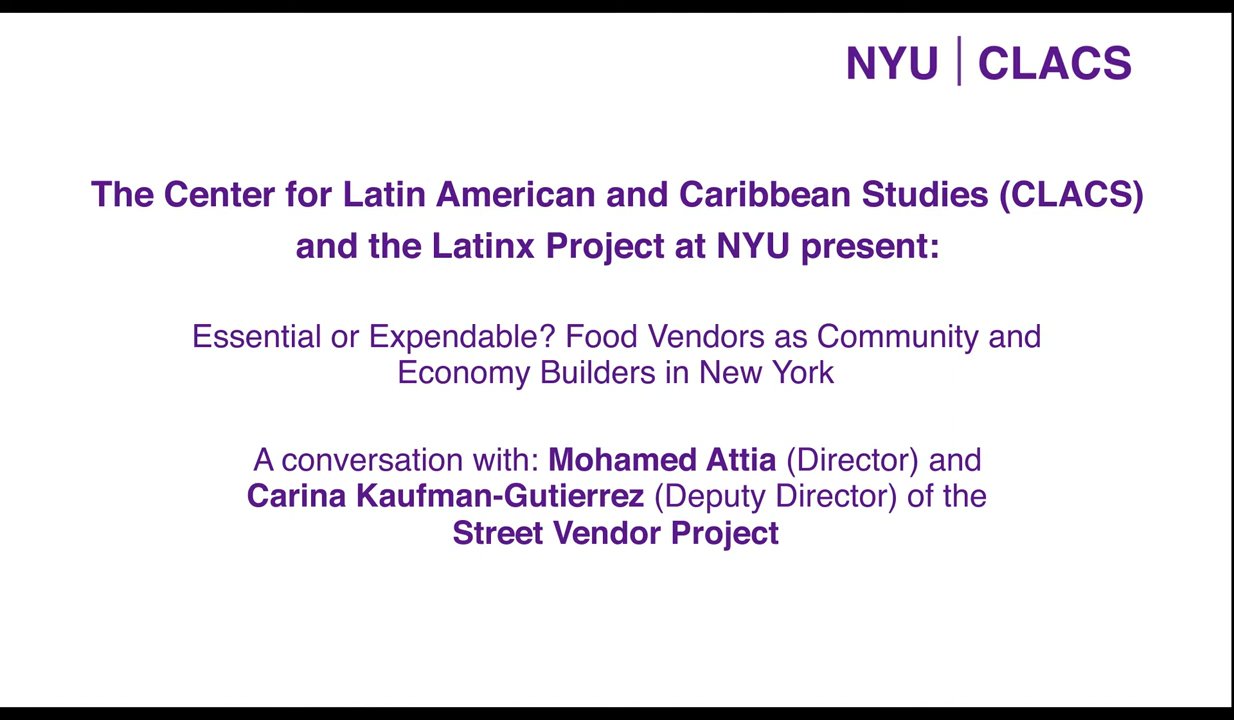 NYU | CLACS
The Center for Latin American and Caribbean Studies (CLACS)
and the Latinx Project at NYU present:
Essential or Expendable? Food Vendors as Community and
Economy Builders in New York
A conversation with: Mohamed Attia (Director) and
Carina Kaufman-Gutierrez (Deputy Director) of the
Street Vendor Project